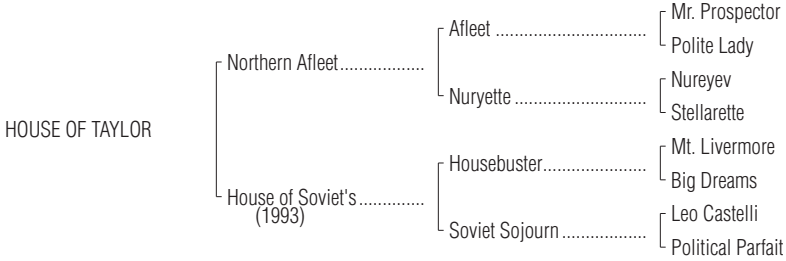 Mr. Prospector
Afleet ................................
Polite Lady
Northern Afleet..................
Nureyev
Nuryette ............................
Stellarette
HOUSE OF TAYLOR
Mt. Livermore
Housebuster......................
Big Dreams
House of Soviet's..............
(1993)
Leo Castelli
Soviet Sojourn..................
Political Parfait